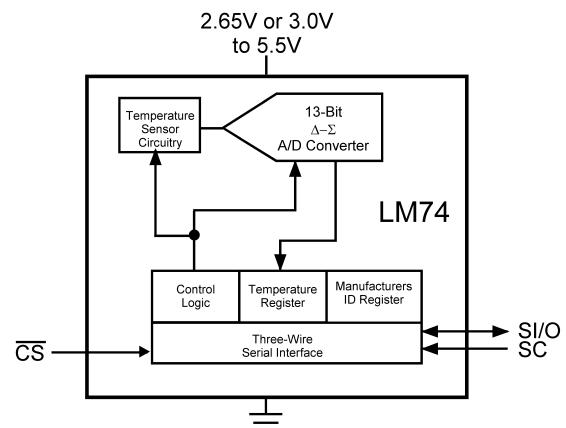 2.65V or 3.0V
to 5.5V
Temperature
Sensor
Circuitry
13-Bit
Δ–Σ
A/D Converter
LM74
Control
Logic
Temperature
Register
Manufacturers
ID Register
Three-Wire
Serial Interface
C̅S̅
SI/O
SC